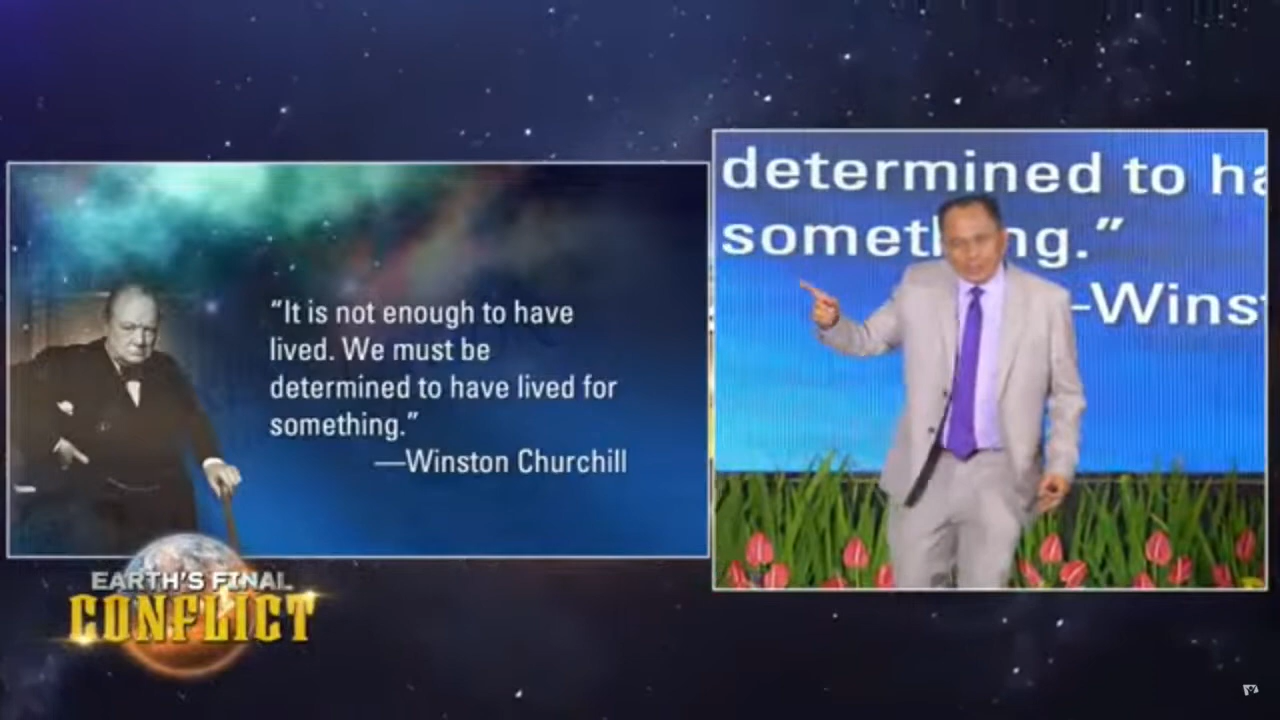 “It is not enough to have
lived. We must be
determined to have lived for
something.”
—Winston Churchill
determined to ha
something.”
—Winst
EARTH'S FINAL
CONFLICT